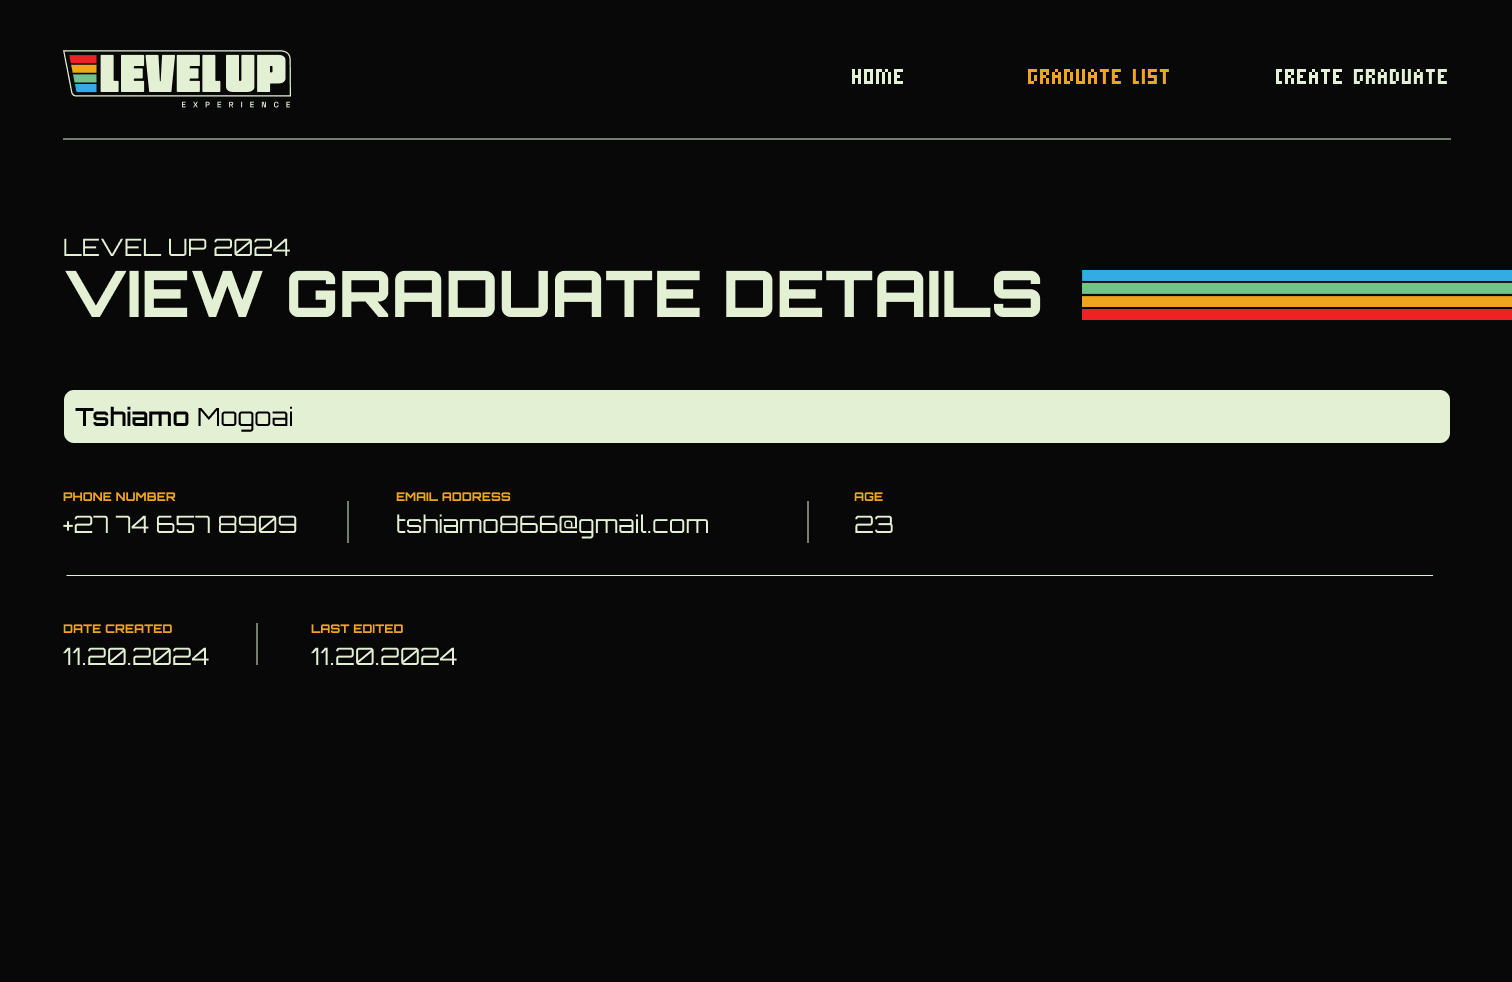 LEVEL UP
EXPERIENCE
HOME GRADUATE LIST CREATE GRADUATE
LEVEL UP 2024
VIEW GRADUATE DETAILS
Tshiamo Mogoai
PHONE NUMBER EMAIL ADDRESS AGE
+27 74 657 8909 tshiamo866@gmail.com 23
DATE CREATED LAST EDITED
11.20.2024 11.20.2024